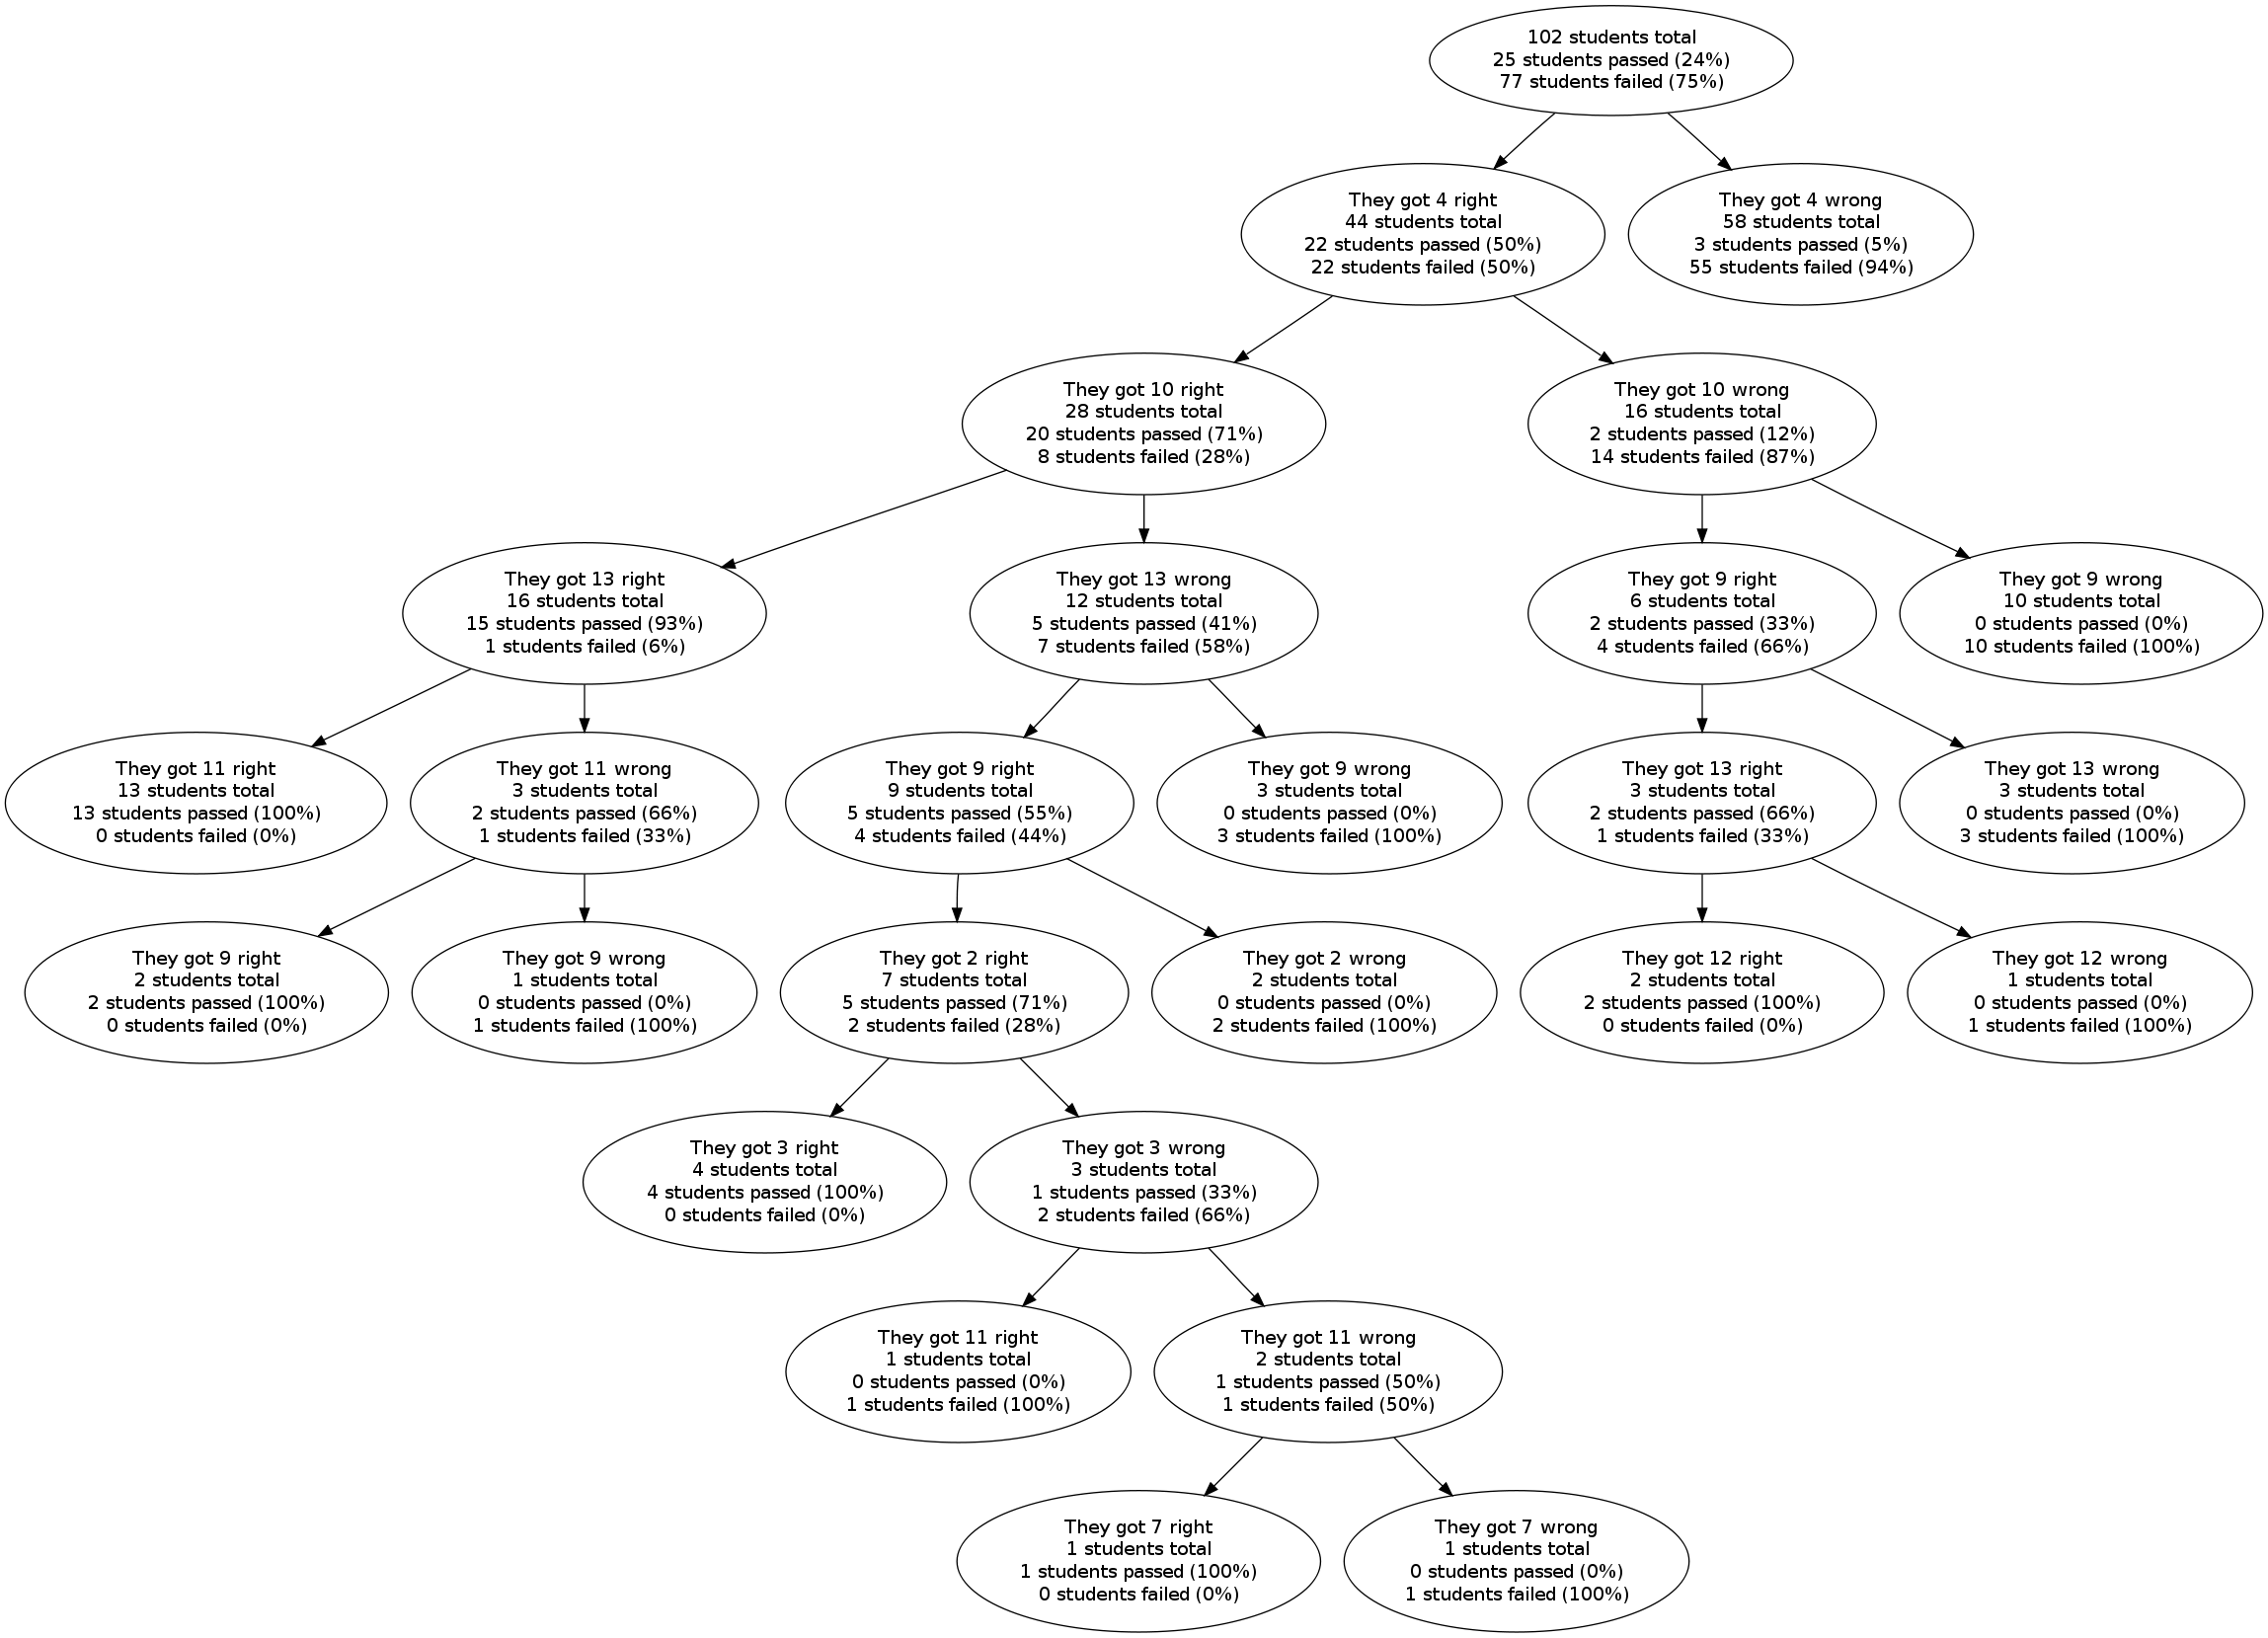 102 students total
25 students passed (24%)
77 students failed (75%)
They got 4 right
44 students total
22 students passed (50%)
22 students failed (50%)
They got 4 wrong
58 students total
3 students passed (5%)
55 students failed (94%)
They got 10 right
28 students total
20 students passed (71%)
8 students failed (28%)
They got 10 wrong
16 students total
2 students passed (12%)
14 students failed (87%)
They got 13 right
16 students total
15 students passed (93%)
1 students failed (6%)
They got 13 wrong
12 students total
5 students passed (41%)
7 students failed (58%)
They got 9 right
6 students total
2 students passed (33%)
4 students failed (66%)
They got 9 wrong
10 students total
0 students passed (0%)
10 students failed (100%)
They got 11 right
13 students total
13 students passed (100%)
0 students failed (0%)
They got 11 wrong
3 students total
2 students passed (66%)
1 students failed (33%)
They got 9 right
9 students total
5 students passed (55%)
4 students failed (44%)
They got 9 wrong
3 students total
0 students passed (0%)
3 students failed (100%)
They got 13 right
3 students total
2 students passed (66%)
1 students failed (33%)
They got 13 wrong
3 students total
0 students passed (0%)
3 students failed (100%)
They got 9 right
2 students total
2 students passed (100%)
0 students failed (0%)
They got 9 wrong
1 students total
0 students passed (0%)
1 students failed (100%)
They got 2 right
7 students total
5 students passed (71%)
2 students failed (28%)
They got 2 wrong
2 students total
0 students passed (0%)
2 students failed (100%)
They got 12 right
2 students total
2 students passed (100%)
0 students failed (0%)
They got 12 wrong
1 students total
0 students passed (0%)
1 students failed (100%)
They got 3 right
4 students total
4 students passed (100%)
0 students failed (0%)
They got 3 wrong
3 students total
1 students passed (33%)
2 students failed (66%)
They got 11 right
1 students total
0 students passed (0%)
1 students failed (100%)
They got 11 wrong
2 students total
1 students passed (50%)
1 students failed (50%)
They got 7 right
1 students total
1 students passed (100%)
0 students failed (0%)
They got 7 wrong
1 students total
0 students passed (0%)
1 students failed (100%)